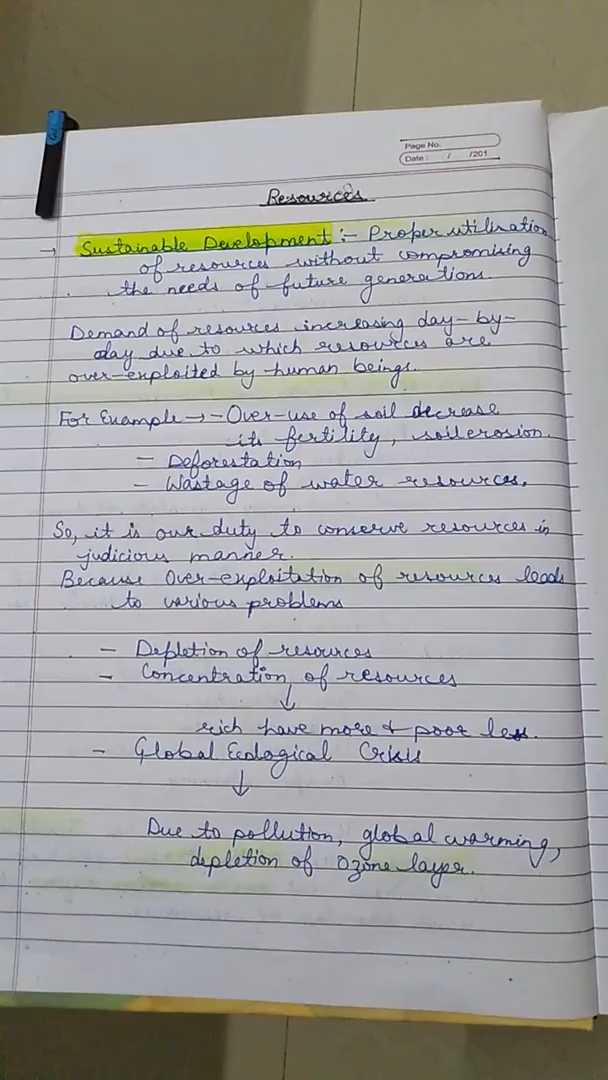 Page No.
Date : / /201
Resources
→ Sustainable Development :- Proper utilisation
of resources without compromising
the needs of future generations.
Demand of resources increasing day-by-
day due to which resources are
over-exploited by human beings.
For Example → - Over-use of soil decrease
its fertility, soil erosion.
- Deforestation
- Wastage of water resources.
So, it is our duty to conserve resources in
judicious manner.
Because Over-exploitation of resources leads
to various problems
- Depletion of resources
- Concentration of resources
↓
rich have more & poor less.
- Global Ecological Crisis
↓
Due to pollution, global warming,
depletion of ozone layer.